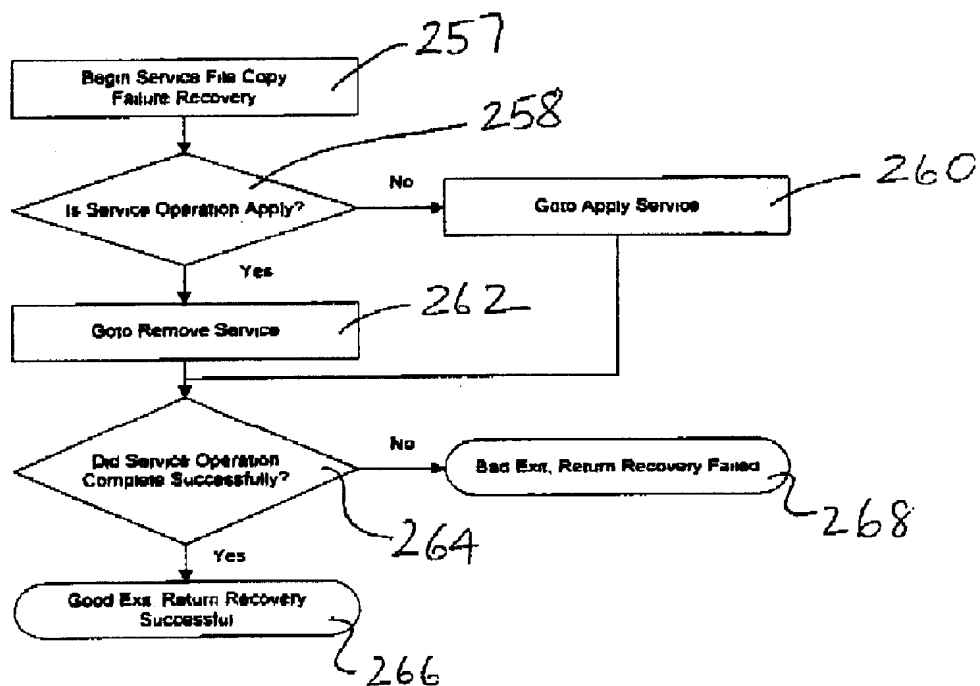 257
Begin Service File Copy
Failure Recovery
258
Is Service Operation Apply?
No
Goto Apply Service
260
Yes
Goto Remove Service
262
Did Service Operation
Complete Successfully?
No
Bad Exit, Return Recovery Failed
264
268
Yes
Good Exit Return Recovery
Successful
266